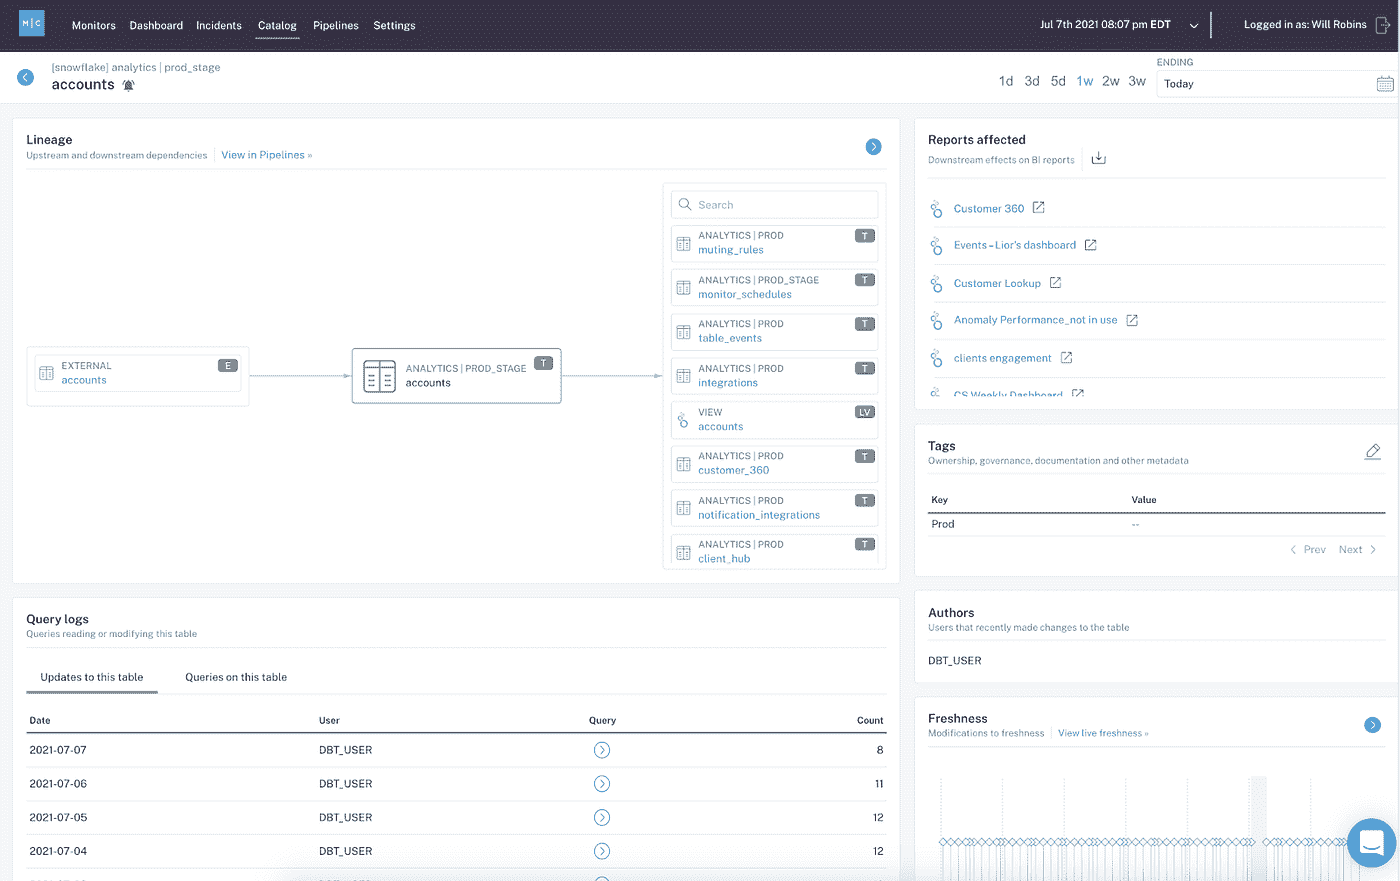 M|C
Monitors Dashboard Incidents Catalog Pipelines Settings
Jul 7th 2021 08:07 pm EDT
Logged in as: Will Robins
[snowflake] analytics | prod_stage
accounts
1d 3d 5d 1w 2w 3w
ENDING
Today
Lineage
Upstream and downstream dependencies
View in Pipelines »
EXTERNAL
E
accounts
ANALYTICS | PROD_STAGE
T
accounts
Search
ANALYTICS | PROD
T
muting_rules
ANALYTICS | PROD_STAGE
T
monitor_schedules
ANALYTICS | PROD
T
table_events
ANALYTICS | PROD
T
integrations
VIEW
LV
accounts
ANALYTICS | PROD
T
customer_360
ANALYTICS | PROD
T
notification_integrations
ANALYTICS | PROD
T
client_hub
Query logs
Queries reading or modifying this table
Updates to this table Queries on this table
Date User Query Count
2021-07-07 DBT_USER 8
2021-07-06 DBT_USER 11
2021-07-05 DBT_USER 12
2021-07-04 DBT_USER 12
Reports affected
Downstream effects on BI reports
Customer 360
Events - Lior's dashboard
Customer Lookup
Anomaly Performance_not in use
clients engagement
CS Weekly Dashboard
Tags
Ownership, governance, documentation and other metadata
Key Value
Prod --
Prev Next
Authors
Users that recently made changes to the table
DBT_USER
Freshness
Modifications to freshness
View live freshness »